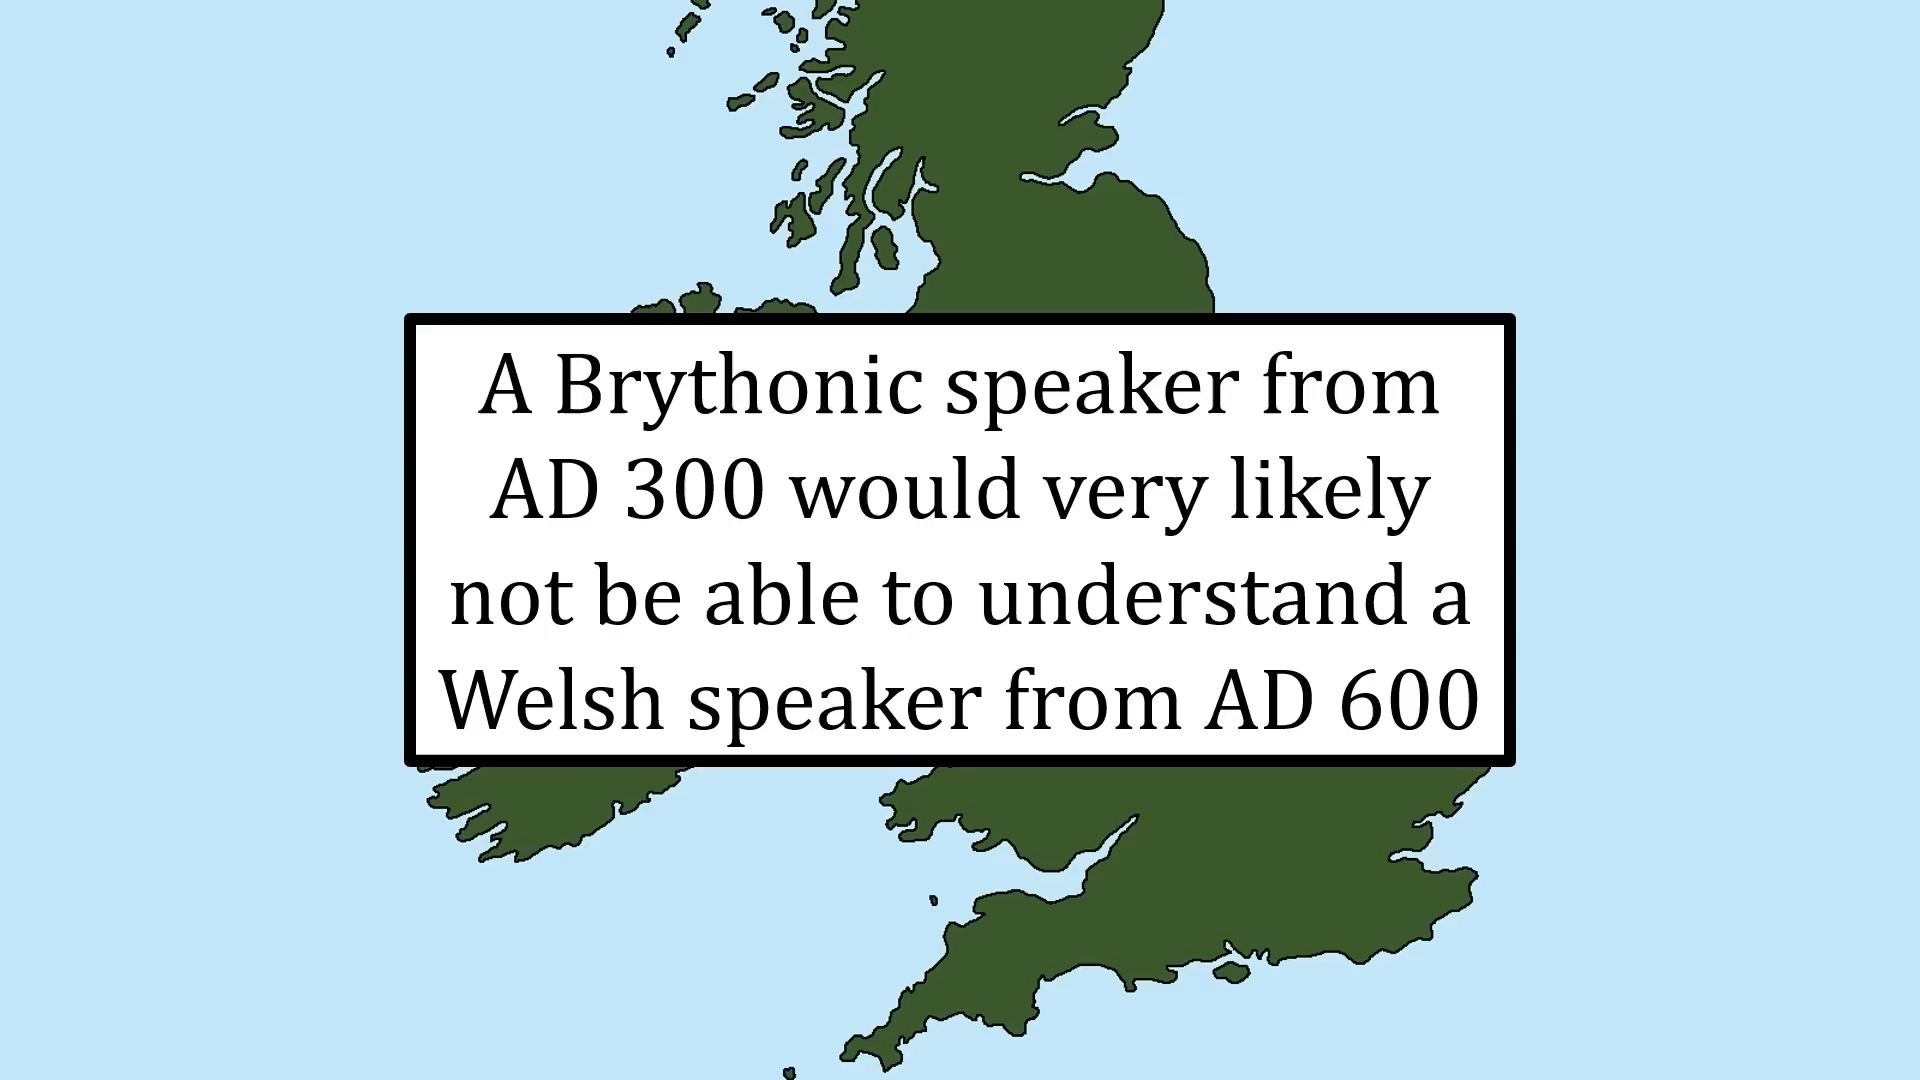 A Brythonic speaker from
AD 300 would very likely
not be able to understand a
Welsh speaker from AD 600